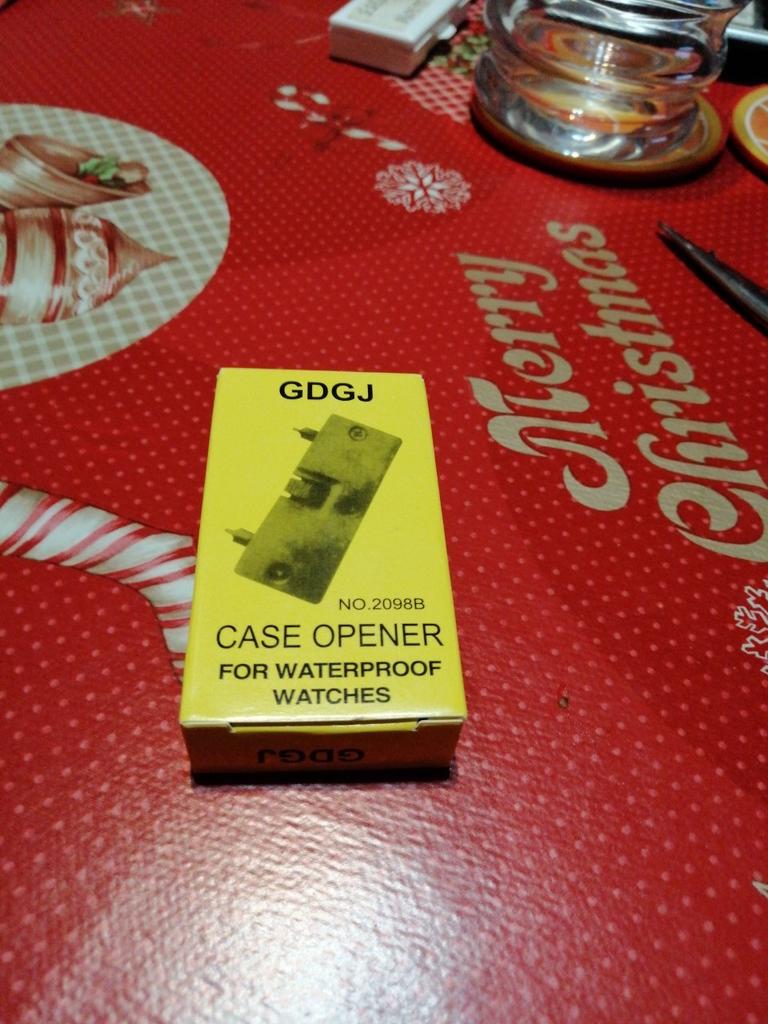 Merry
Christmas
GDGJ
NO.2098B
CASE OPENER
FOR WATERPROOF
WATCHES
GDGJ